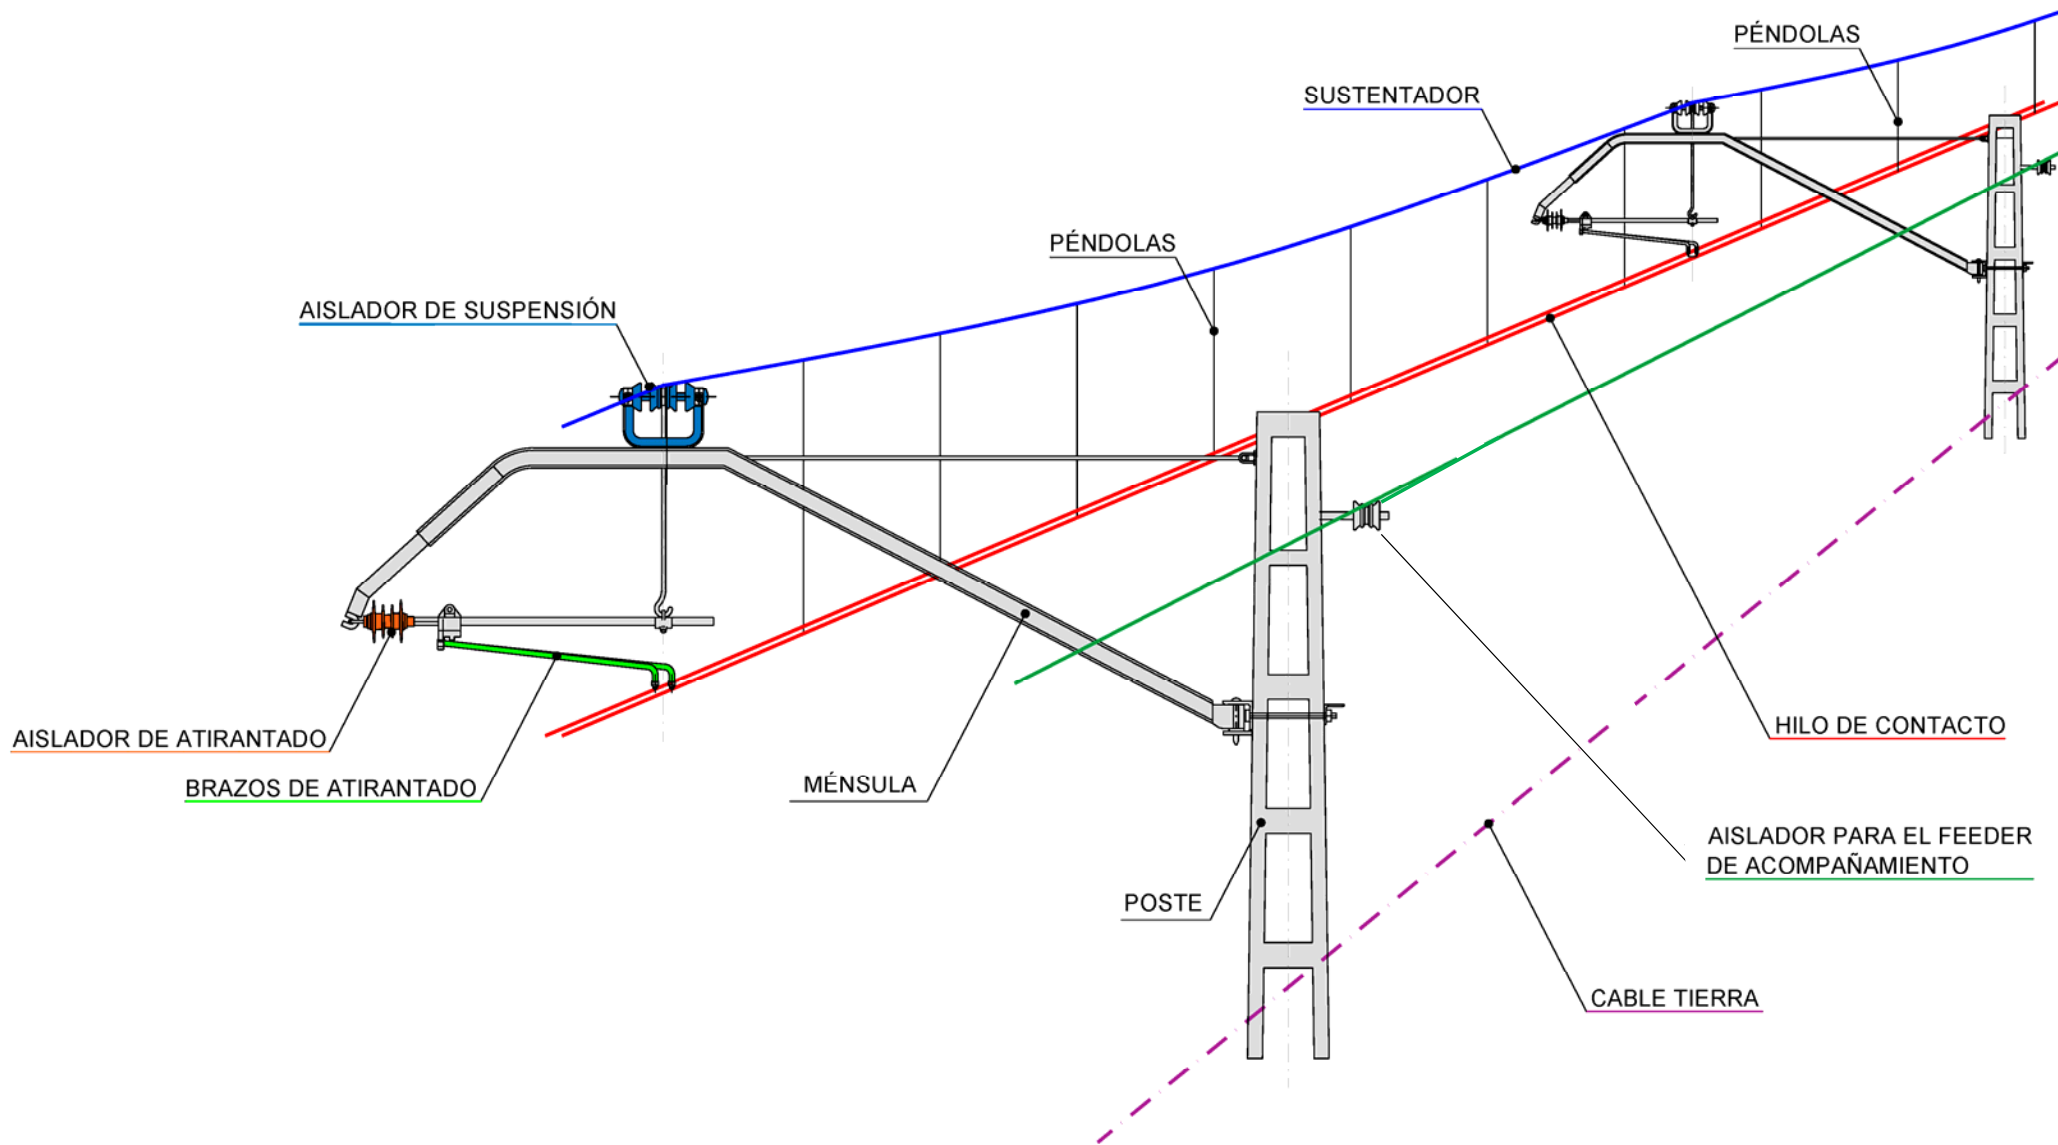 PÉNDOLAS
SUSTENTADOR
PÉNDOLAS
AISLADOR DE SUSPENSIÓN
AISLADOR DE ATIRANTADO
HILO DE CONTACTO
BRAZOS DE ATIRANTADO
MÉNSULA
AISLADOR PARA EL FEEDER
DE ACOMPAÑAMIENTO
POSTE
CABLE TIERRA